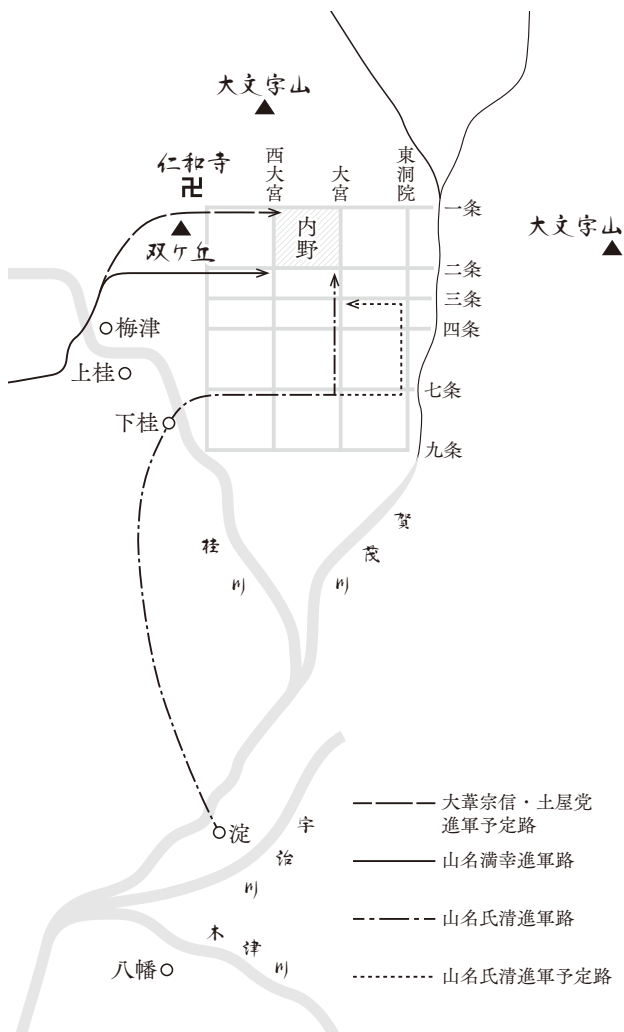 大文字山
仁和寺
卍
西大宮
大宮
東洞院
一条
大文字山
内野
双ケ丘
二条
三条
四条
梅津
上桂
七条
下桂
九条
賀茂川
桂川
淀
宇治川
木津川
八幡
大葦宗信・土屋党
進軍予定路
山名満幸進軍路
山名氏清進軍路
山名氏清進軍予定路